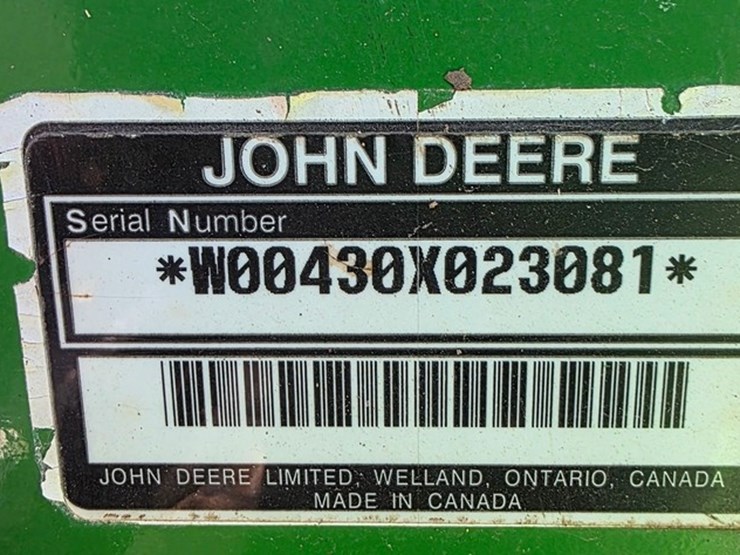 JOHN DEERE
Serial Number
*W00430X023081*
JOHN DEERE LIMITED, WELLAND, ONTARIO, CANADA
MADE IN CANADA